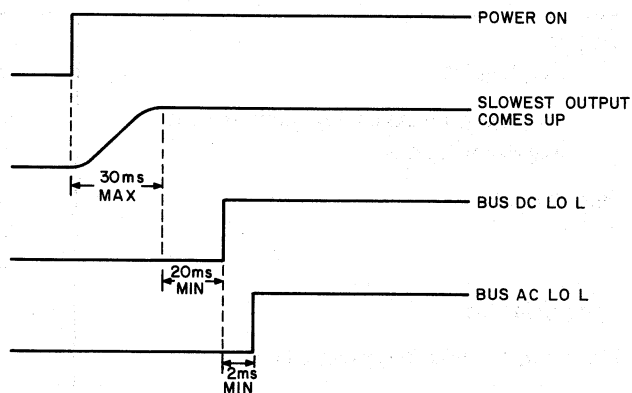 POWER ON
SLOWEST OUTPUT
COMES UP
30ms
MAX
BUS DC LO L
20ms
MIN
BUS AC LO L
2ms
MIN